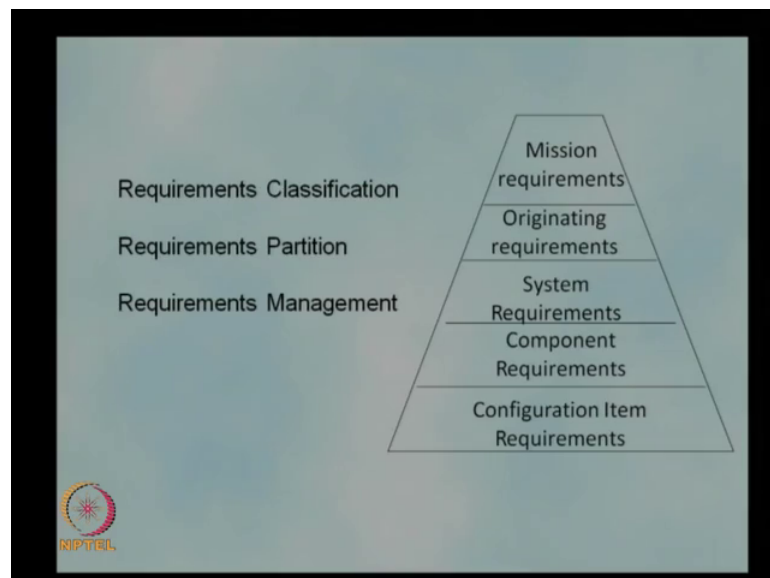 Requirements Classification
Requirements Partition
Requirements Management
Mission
requirements
Originating
requirements
System
Requirements
Component
Requirements
Configuration Item
Requirements
NPTEL